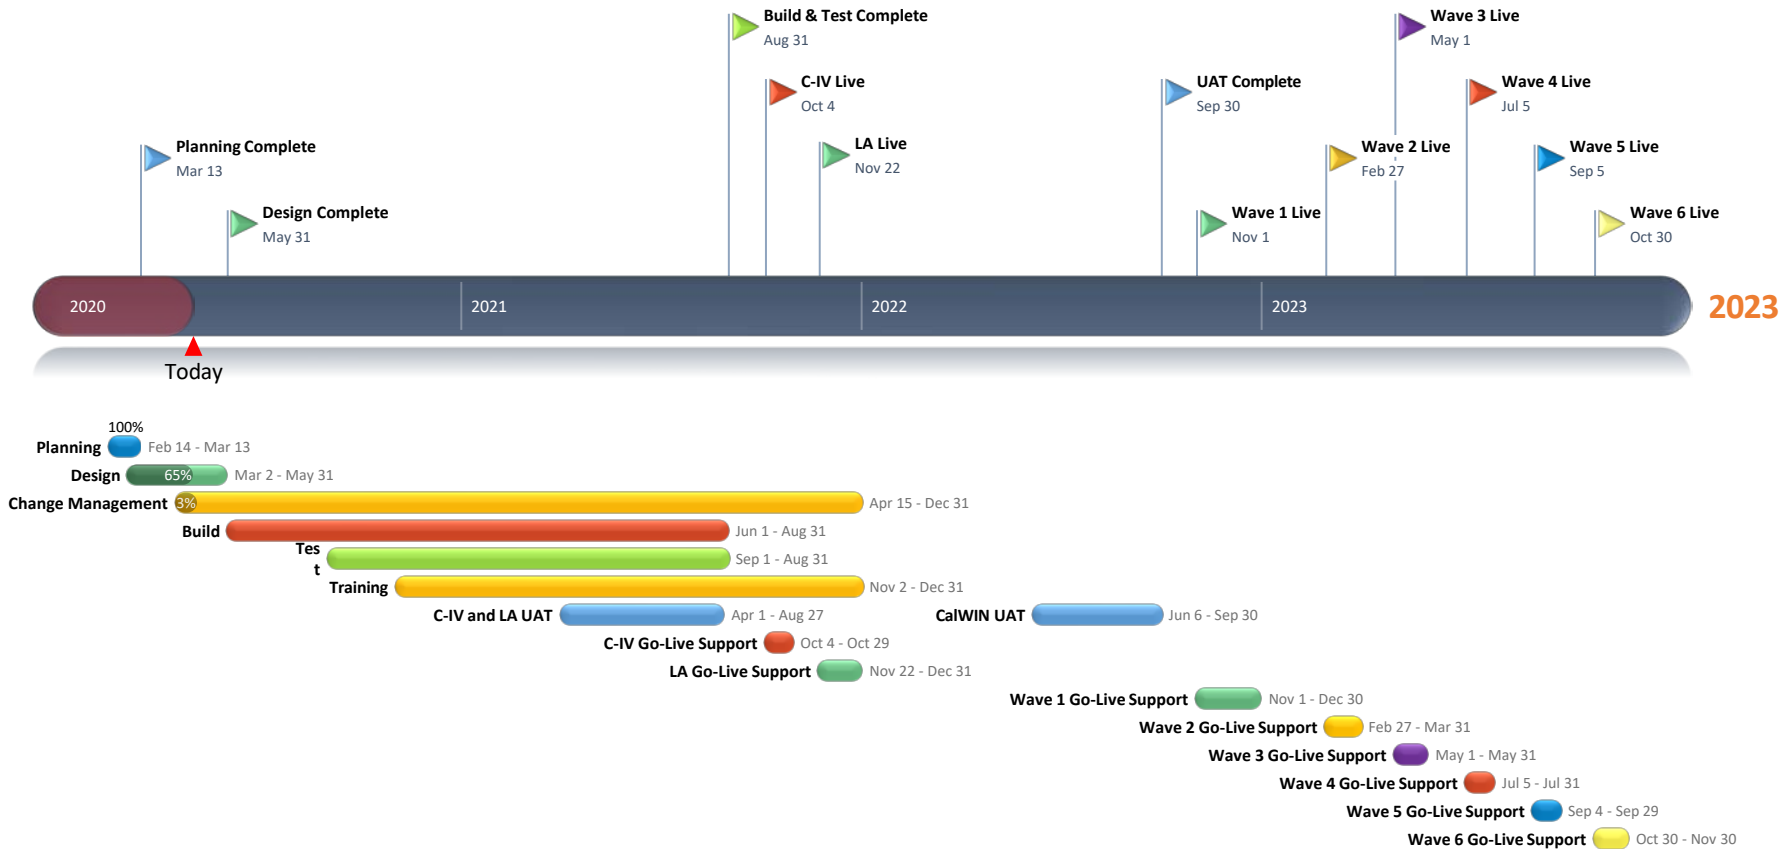 Build & Test Complete
Aug 31
Wave 3 Live
May 1
C-IV Live
Oct 4
UAT Complete
Sep 30
Wave 4 Live
Jul 5
Planning Complete
Mar 13
LA Live
Nov 22
Wave 2 Live
Feb 27
Wave 5 Live
Sep 5
Design Complete
May 31
Wave 1 Live
Nov 1
Wave 6 Live
Oct 30
2020
2021
2022
2023
2023
Today
100%
Planning
Feb 14 - Mar 13
Design
65%
Mar 2 - May 31
Change Management
3%
Apr 15 - Dec 31
Build
Jun 1 - Aug 31
Tes
t
Sep 1 - Aug 31
Training
Nov 2 - Dec 31
C-IV and LA UAT
Apr 1 - Aug 27
CalWIN UAT
Jun 6 - Sep 30
C-IV Go-Live Support
Oct 4 - Oct 29
LA Go-Live Support
Nov 22 - Dec 31
Wave 1 Go-Live Support
Nov 1 - Dec 30
Wave 2 Go-Live Support
Feb 27 - Mar 31
Wave 3 Go-Live Support
May 1 - May 31
Wave 4 Go-Live Support
Jul 5 - Jul 31
Wave 5 Go-Live Support
Sep 4 - Sep 29
Wave 6 Go-Live Support
Oct 30 - Nov 30